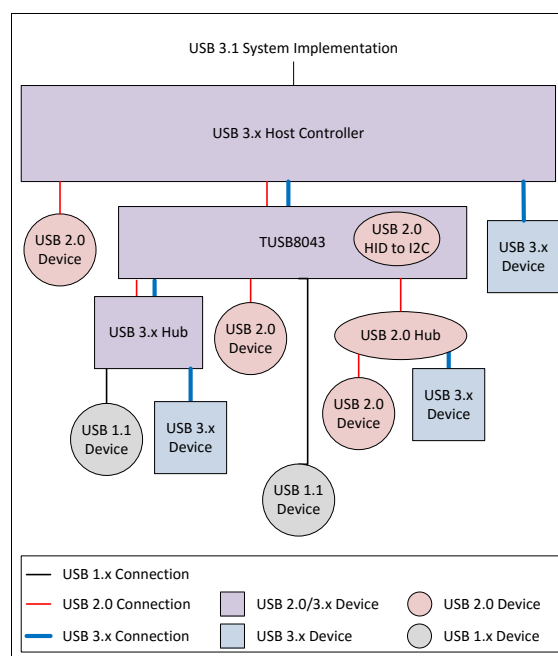 USB 3.1 System Implementation
USB 3.x Host Controller
USB 2.0
Device
TUSB8043
USB 2.0
HID to I2C
USB 3.x
Device
USB 3.x Hub
USB 2.0
Device
USB 2.0 Hub
USB 1.1
Device
USB 3.x
Device
USB 2.0
Device
USB 3.x
Device
USB 1.1
Device
USB 1.x Connection
USB 2.0 Connection
USB 2.0/3.x Device
USB 2.0 Device
USB 3.x Connection
USB 3.x Device
USB 1.x Device